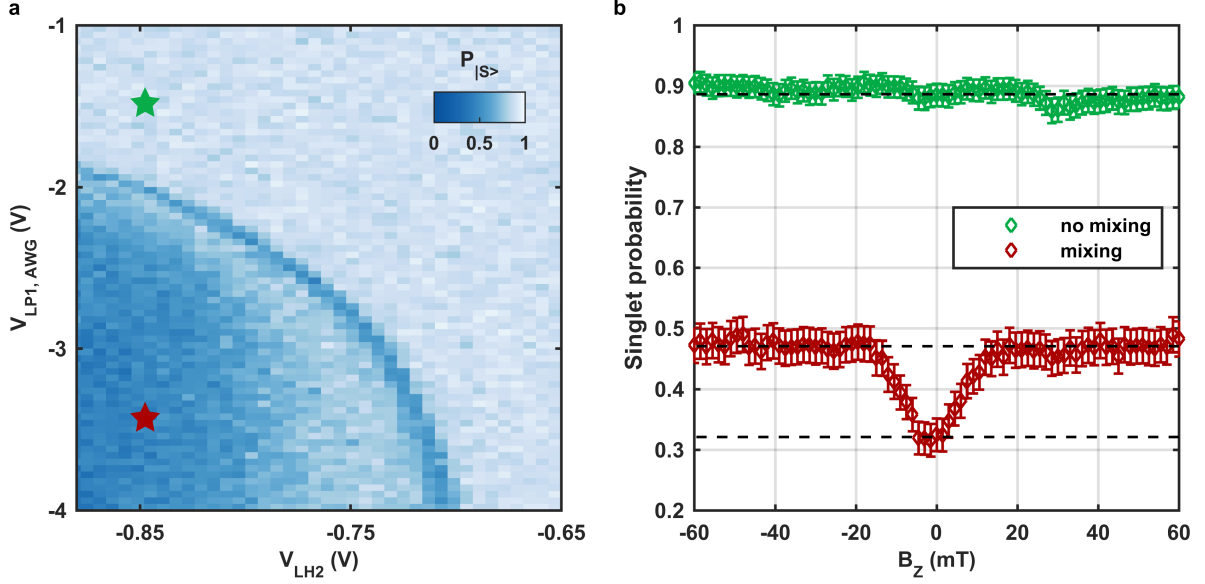 a
-1
-2
-3
-4
V_LP1, AWG (V)
P_|S>
0 0.5 1
-0.85 -0.75 -0.65
V_LH2 (V)
b
1
0.9
0.8
0.7
0.6
0.5
0.4
0.3
0.2
Singlet probability
no mixing
mixing
-60 -40 -20 0 20 40 60
B_Z (mT)